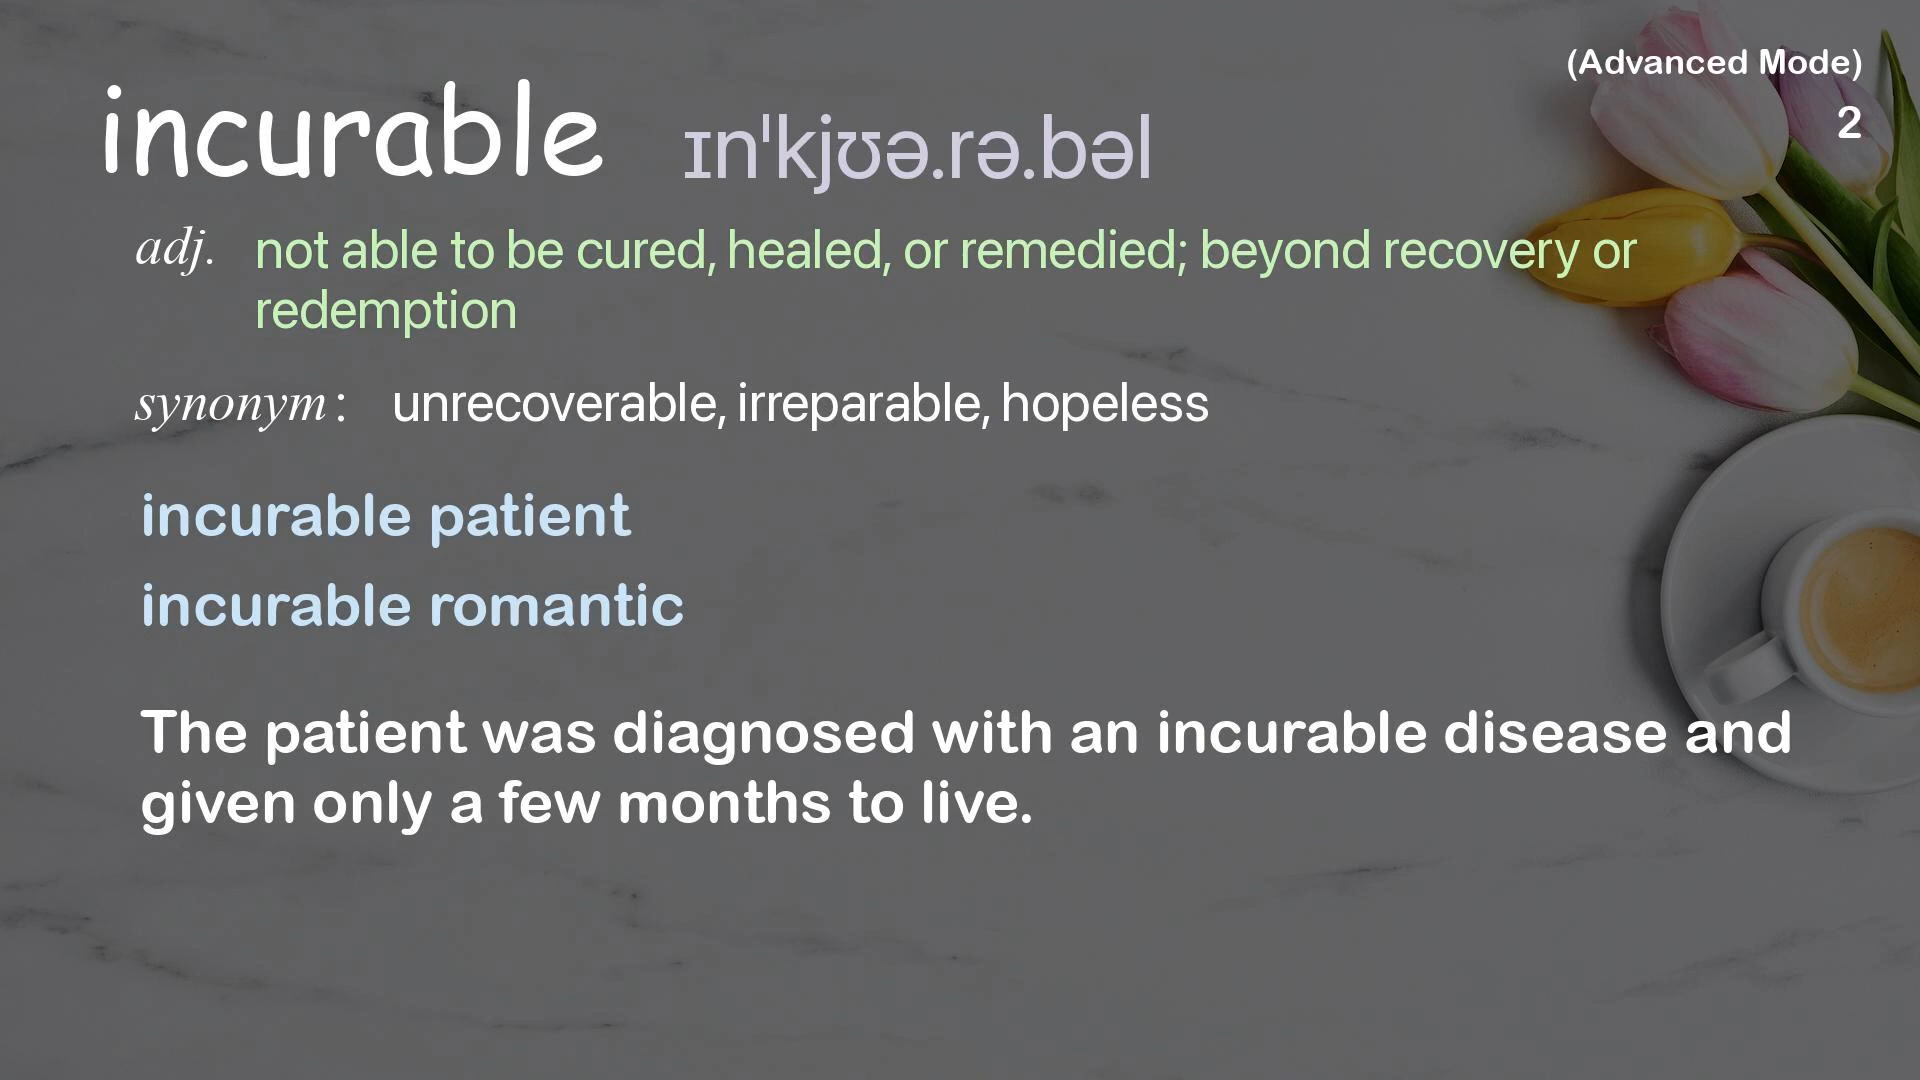 (Advanced Mode)
2
incurable ɪnˈkjʊə.rə.bəl
adj. not able to be cured, healed, or remedied; beyond recovery or
redemption
synonym : unrecoverable, irreparable, hopeless
incurable patient
incurable romantic
The patient was diagnosed with an incurable disease and
given only a few months to live.